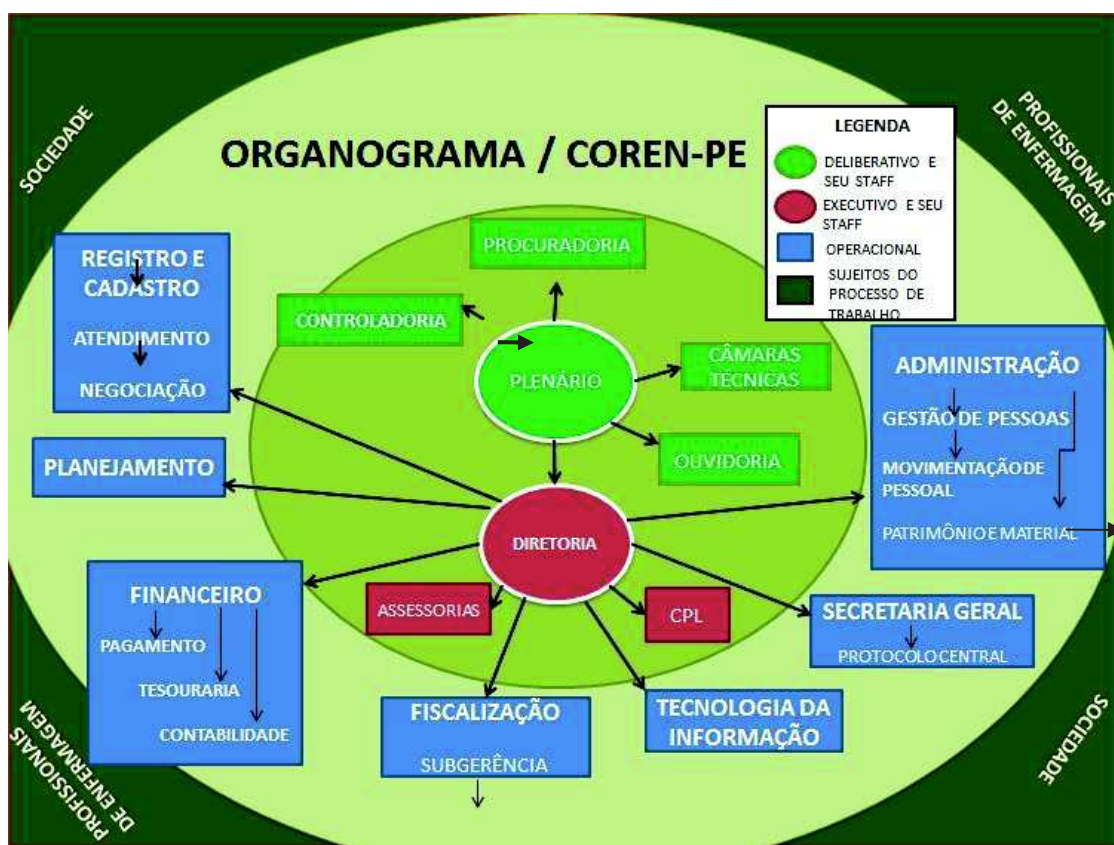 SOCIEDADE
PROFISSIONAIS
DE ENFERMAGEM
ORGANOGRAMA / COREN-PE
LEGENDA
DELIBERATIVO E
SEU STAFF
EXECUTIVO E SEU
STAFF
OPERACIONAL
SUJEITOS DO
PROCESSO DE
TRABALHO
PROCURADORIA
CONTROLADORIA
PLENÁRIO
CÂMARAS
TÉCNICAS
OUVIDORIA
REGISTRO E
CADASTRO
ATENDIMENTO
NEGOCIAÇÃO
PLANEJAMENTO
ADMINISTRAÇÃO
GESTÃO DE PESSOAS
MOVIMENTAÇÃO DE
PESSOAL
PATRIMÔNIO E MATERIAL
DIRETORIA
ASSESSORIAS
CPL
FINANCEIRO
PAGAMENTO
TESOURARIA
CONTABILIDADE
SECRETARIA GERAL
PROTOCOLO CENTRAL
FISCALIZAÇÃO
SUBGERÊNCIA
TECNOLOGIA DA
INFORMAÇÃO
PROFISSIONAIS
DE ENFERMAGEM
SOCIEDADE